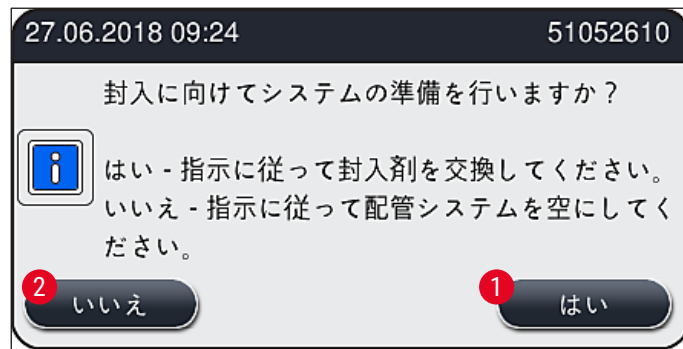 27.06.2018 09:24 51052610
封入に向けてシステムの準備を行いますか？
はい - 指示に従って封入剤を交換してください。
いいえ - 指示に従って配管システムを空にしてく
ださい。
2 いいえ 1 はい